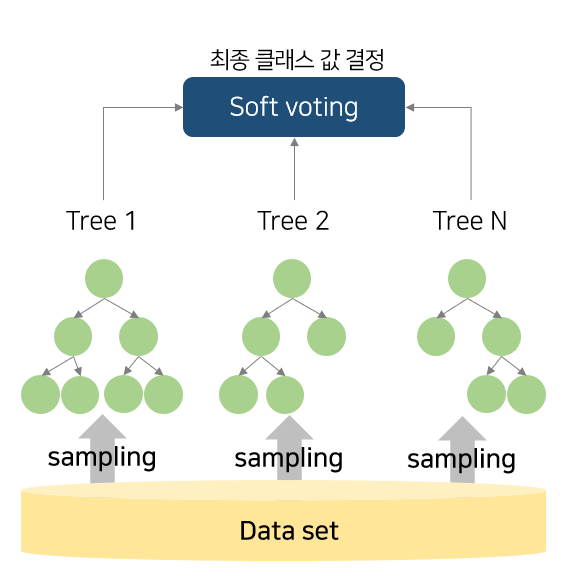 최종 클래스 값 결정
Soft voting
Tree 1
Tree 2
Tree N
sampling
sampling
sampling
Data set